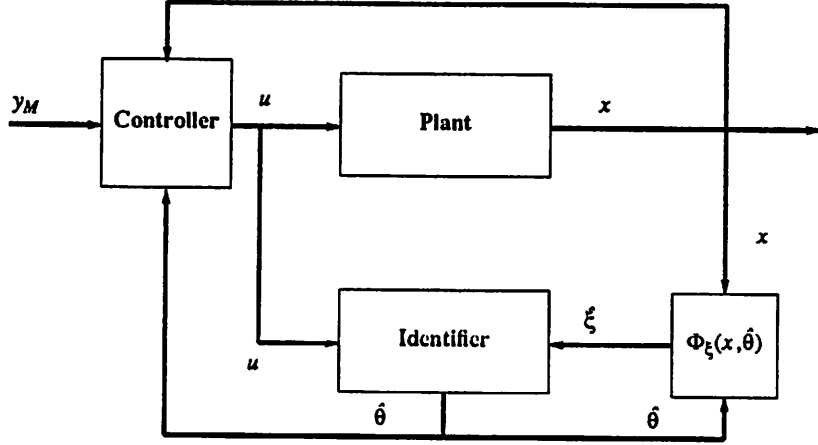 y_M
Controller
u
Plant
x
x
u
Identifier
ξ
Φ_ξ(x,θ̂)
θ̂
θ̂